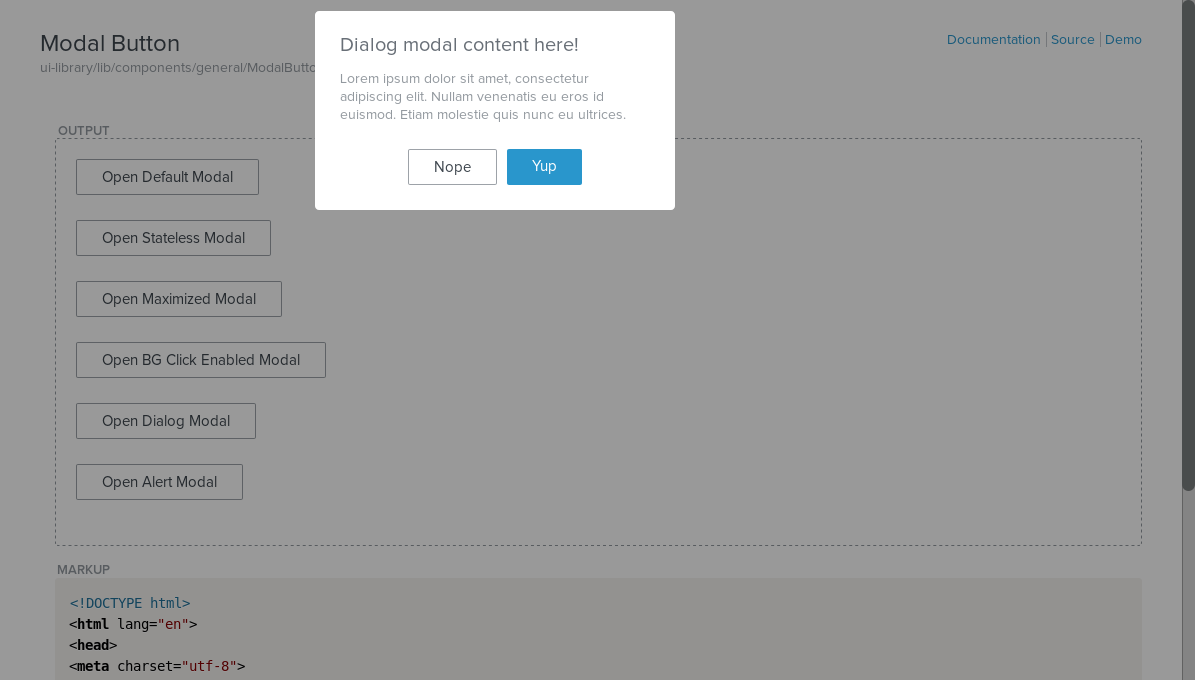 Modal Button
Documentation
Source
Demo
ui-library/lib/components/general/ModalButto
Dialog modal content here!
Lorem ipsum dolor sit amet, consectetur
adipiscing elit. Nullam venenatis eu eros id
euismod. Etiam molestie quis nunc eu ultrices.
Nope
Yup
OUTPUT
Open Default Modal
Open Stateless Modal
Open Maximized Modal
Open BG Click Enabled Modal
Open Dialog Modal
Open Alert Modal
MARKUP
<!DOCTYPE html>
<html lang="en">
<head>
<meta charset="utf-8">